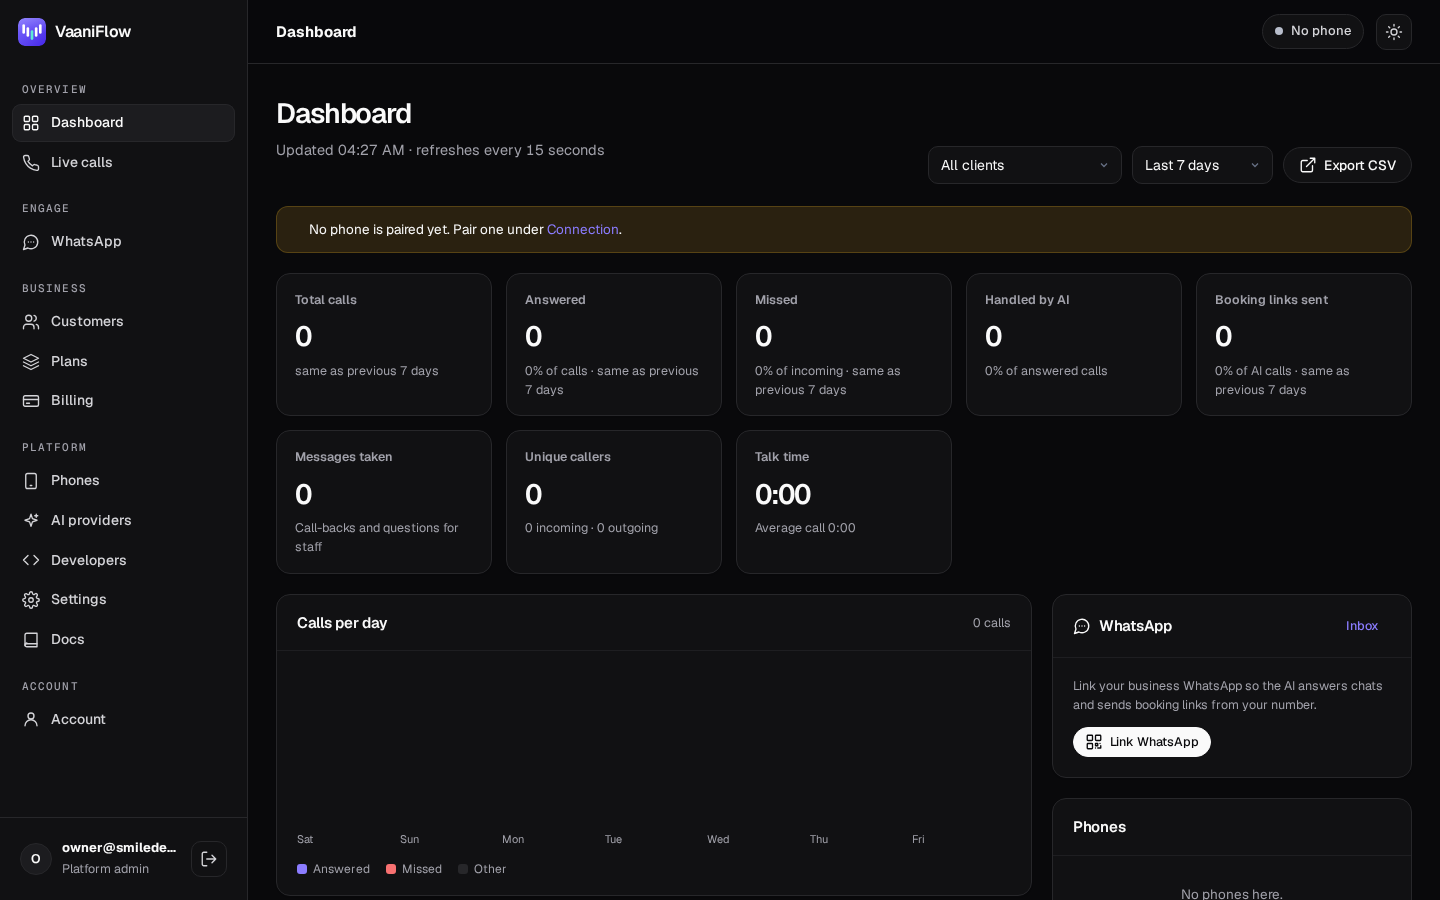 VaaniFlow
OVERVIEW
Dashboard
Live calls
ENGAGE
WhatsApp
BUSINESS
Customers
Plans
Billing
PLATFORM
Phones
AI providers
Developers
Settings
Docs
ACCOUNT
Account
O
owner@smilede...
Platform admin
Dashboard
No phone
Dashboard
Updated 04:27 AM · refreshes every 15 seconds
All clients
Last 7 days
Export CSV
No phone is paired yet. Pair one under Connection.
Total calls
0
same as previous 7 days
Answered
0
0% of calls · same as previous
7 days
Missed
0
0% of incoming · same as
previous 7 days
Handled by AI
0
0% of answered calls
Booking links sent
0
0% of AI calls · same as
previous 7 days
Messages taken
0
Call-backs and questions for
staff
Unique callers
0
0 incoming · 0 outgoing
Talk time
0:00
Average call 0:00
Calls per day
0 calls
Sat Sun Mon Tue Wed Thu Fri
Answered Missed Other
WhatsApp
Inbox
Link your business WhatsApp so the AI answers chats
and sends booking links from your number.
Link WhatsApp
Phones
No phones here.